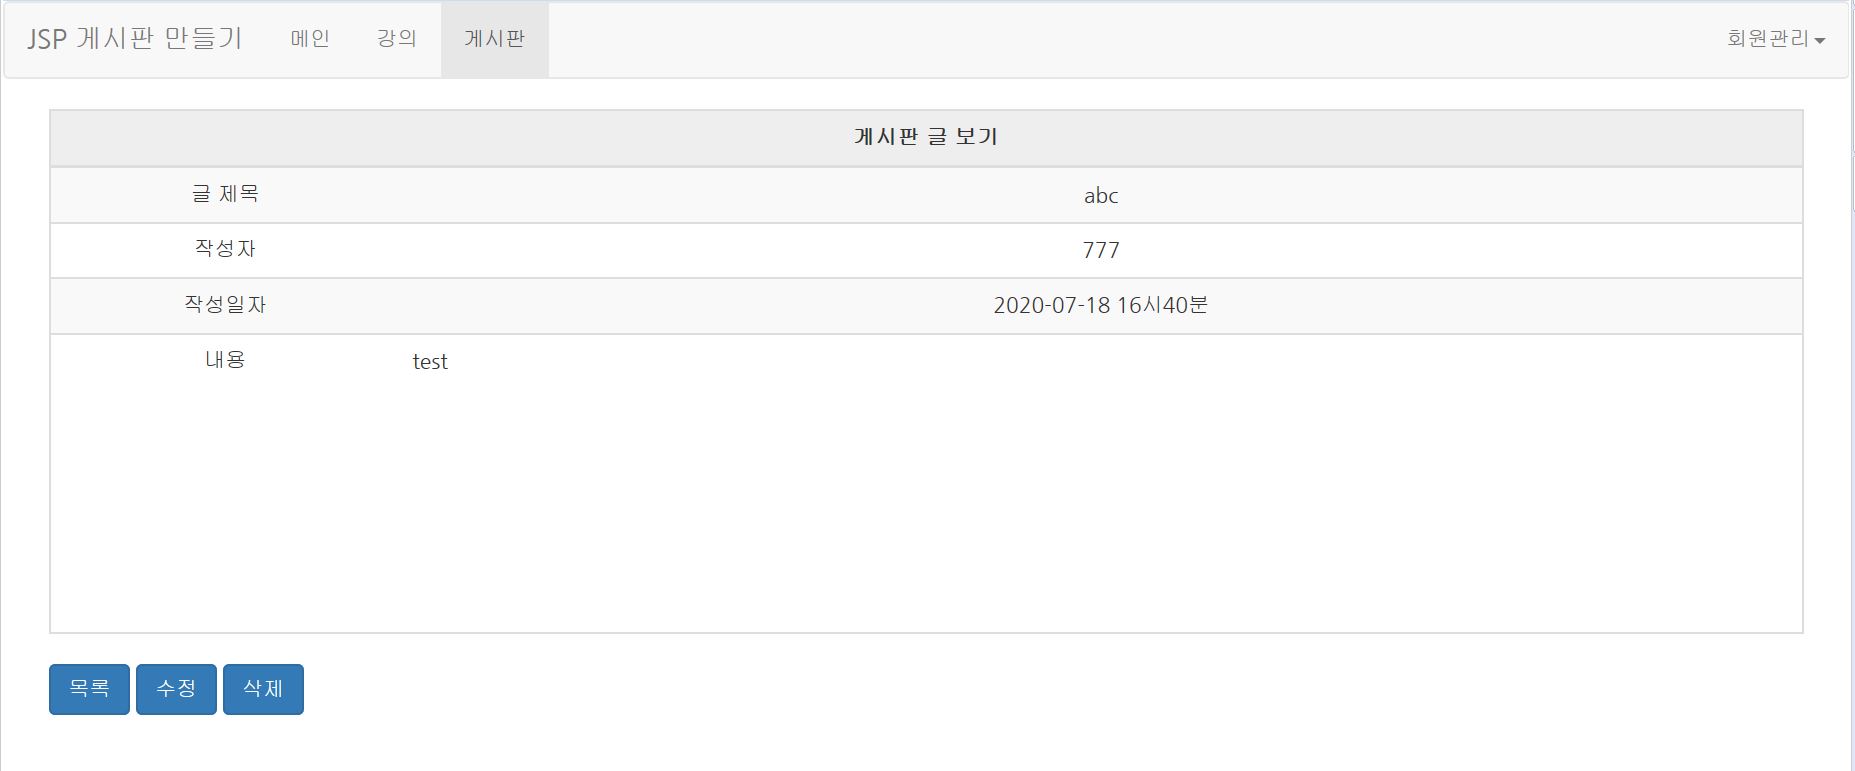 JSP 게시판 만들기 메인 강의 게시판 회원관리
게시판 글 보기
글 제목 abc
작성자 777
작성일자 2020-07-18 16시40분
내용 test
목록 수정 삭제